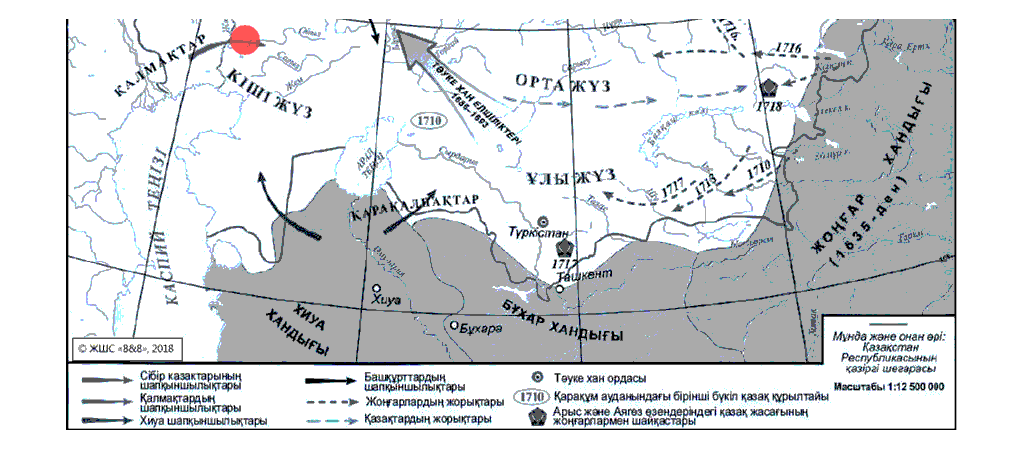 ҚАЛМАҚТАР
КІШІ ЖҮЗ
ОРТА ЖҮЗ
ҰЛЫ ЖҮЗ
ТӘУКЕ ХАН ЕЛШІЛІКТЕРІ
1686-1693
1716
1716
1718
1710
Сырдария
1717
1713
1710
ҚАРАҚАЛПАҚТАР
КАСПИЙ ТЕҢІЗІ
АРАЛ ТЕҢІЗІ
Түркістан
1717
Ташкент
ЖОҢҒАР ХАНДЫҒЫ
(1635-ден)
Хиуа
ХИУА
ХАНДЫҒЫ
Бұхара
БҰХАР ХАНДЫҒЫ
© ЖШС «8&8», 2018
Мұнда және онан әрі:
Қазақстан
Республикасының
қазіргі шегарасы
Масштабы 1:12 500 000
Сібір казактарының
шапқыншылықтары
Қалмақтардың
шапқыншылықтары
Хиуа шапқыншылықтары
Башқұрттардың
шапқыншылықтары
Жоңғарлардың жорықтары
Қазақтардың жорықтары
Тәуке хан ордасы
1710 Қарақұм ауданындағы бірінші бүкіл қазақ құрылтайы
Арыс және Аягөз өзендеріндегі қазақ жасағының
жоңғарлармен шайқастары